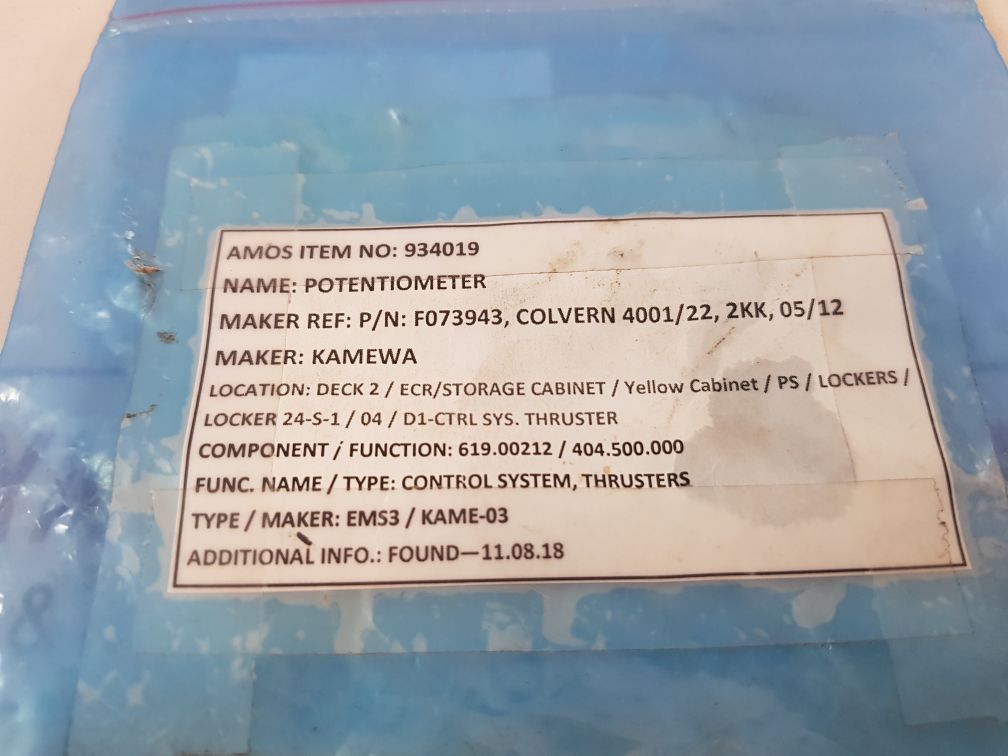 AMOS ITEM NO: 934019
NAME: POTENTIOMETER
MAKER REF: P/N: F073943, COLVERN 4001/22, 2KK, 05/12
MAKER: KAMEWA
LOCATION: DECK 2 / ECR/STORAGE CABINET / Yellow Cabinet / PS / LOCKERS /
LOCKER 24-S-1 / 04 / D1-CTRL SYS. THRUSTER
COMPONENT / FUNCTION: 619.00212 / 404.500.000
FUNC. NAME / TYPE: CONTROL SYSTEM, THRUSTERS
TYPE / MAKER: EMS3 / KAME-03
ADDITIONAL INFO.: FOUND—11.08.18